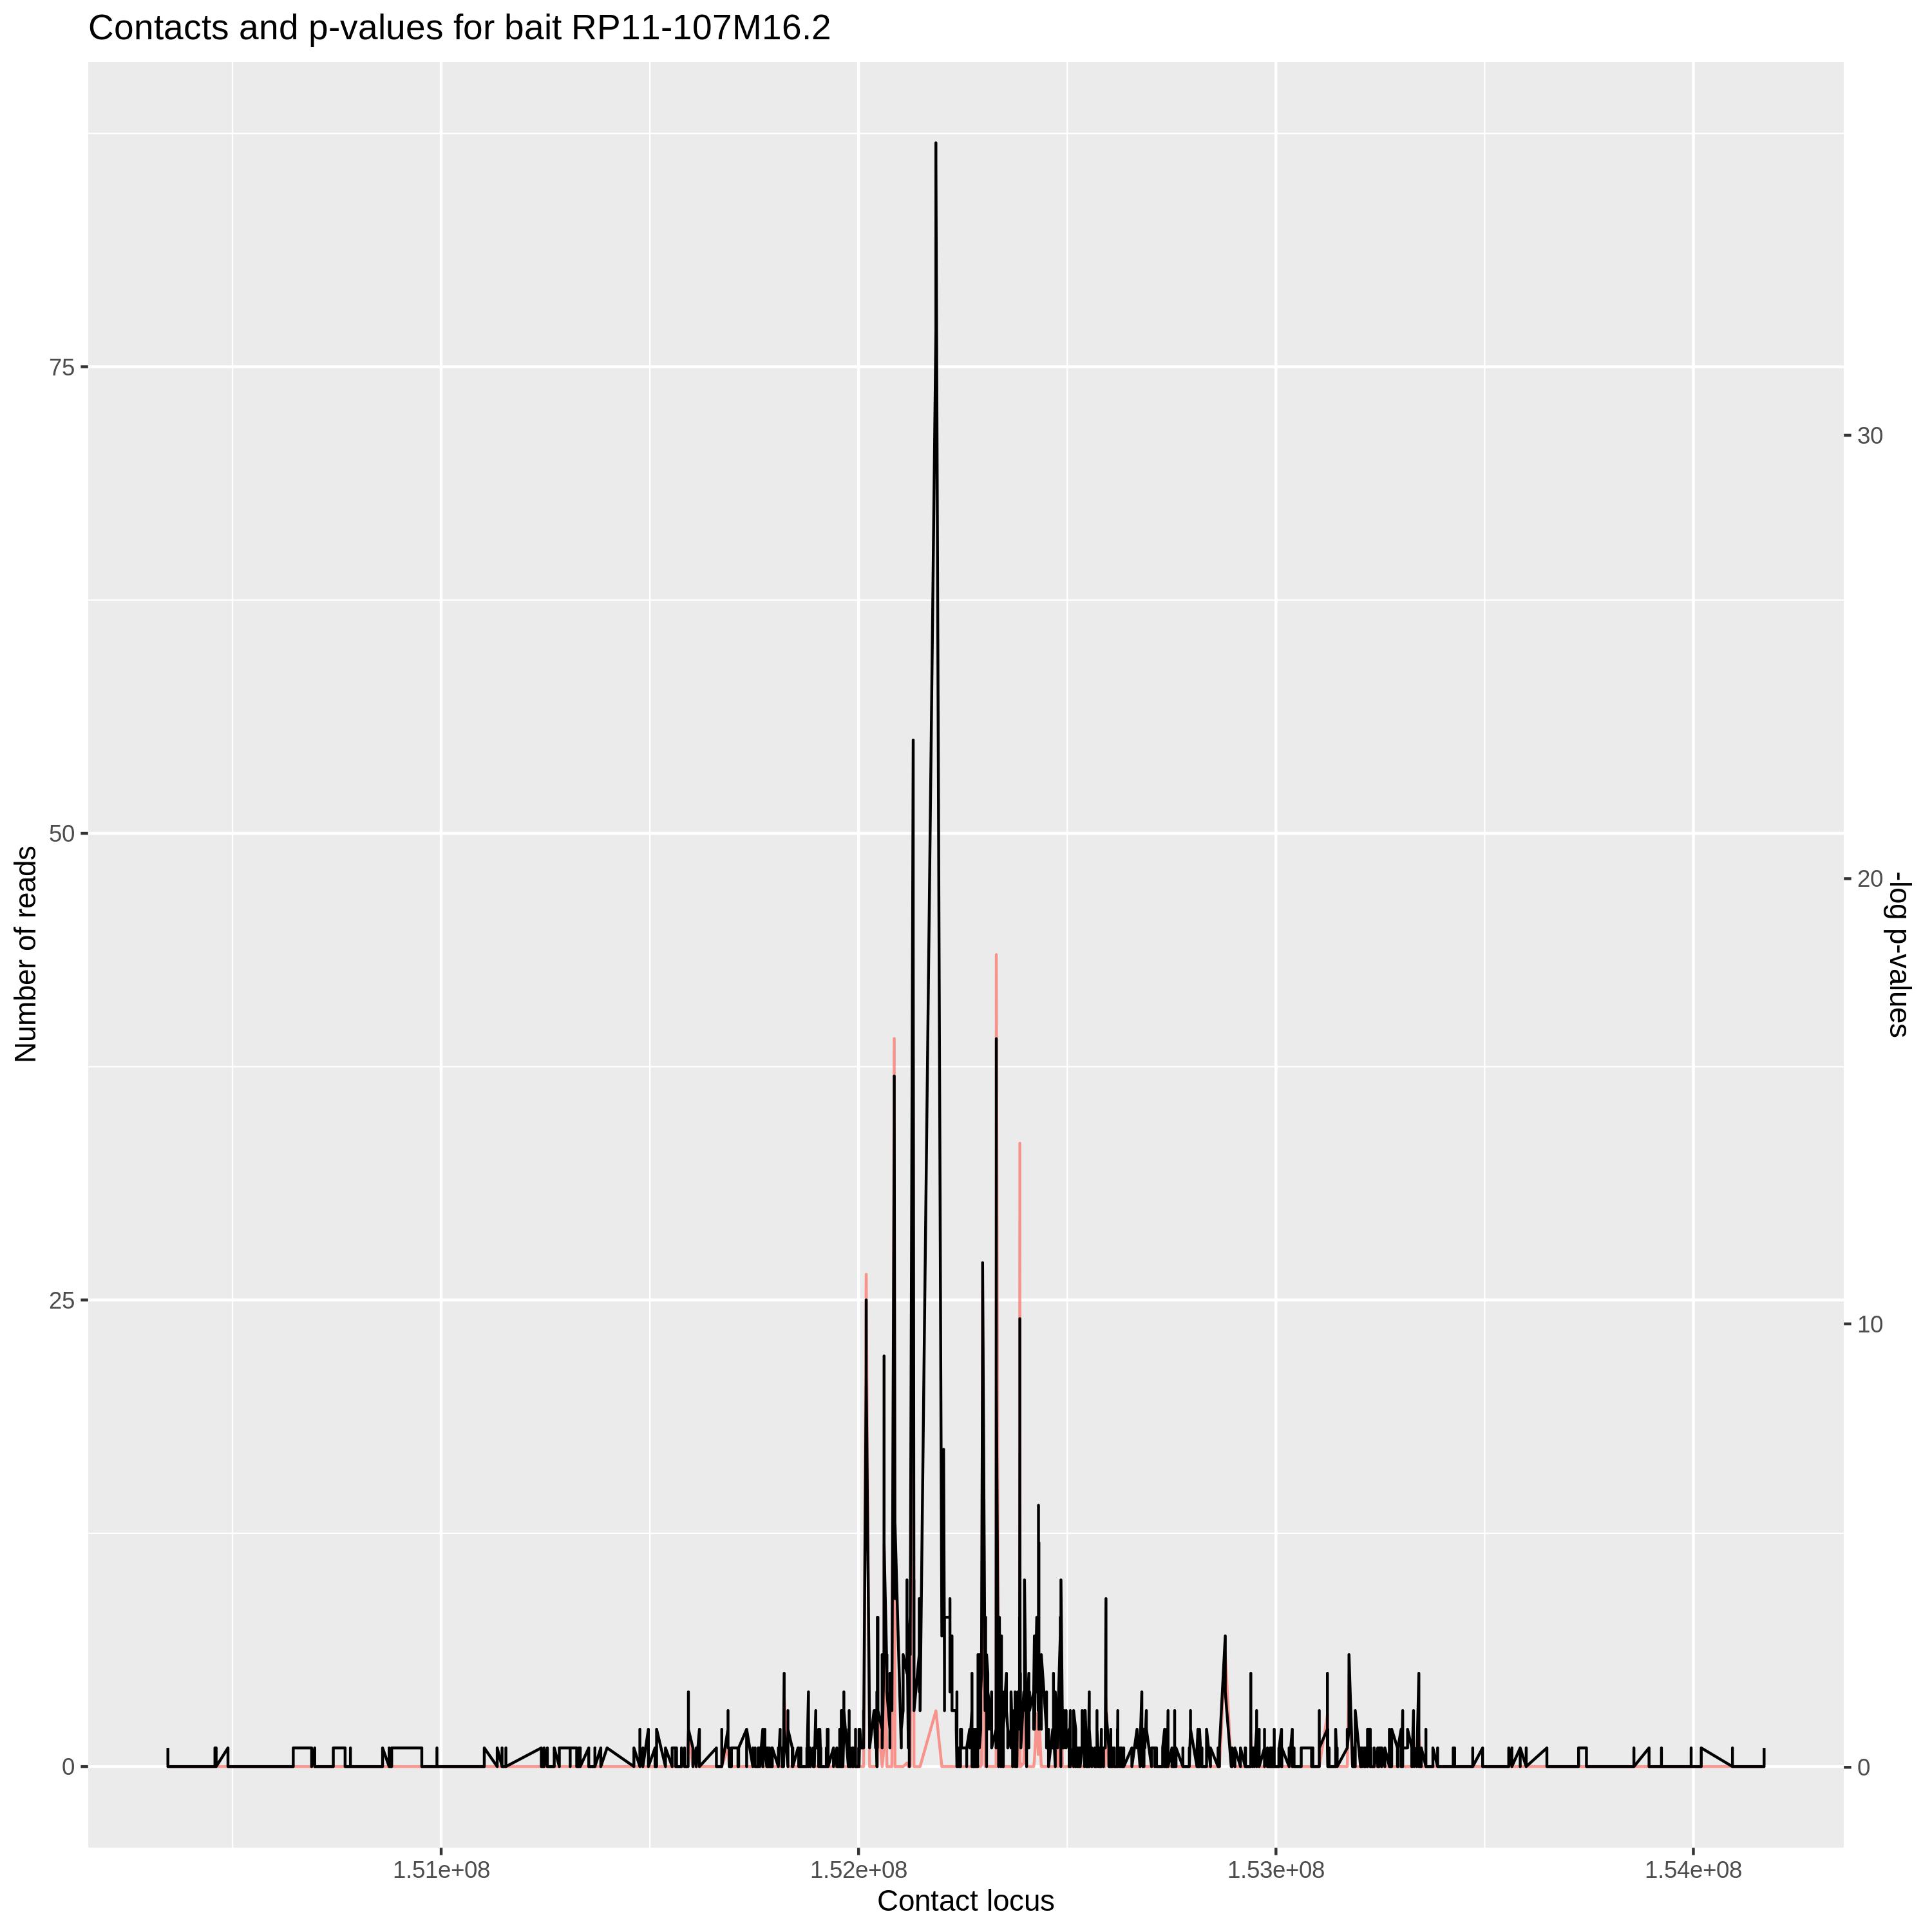 Contacts and p-values for bait RP11-107M16.2
75
50
25
0
Number of reads
30
20
10
0
-log p-values
1.51e+08
1.52e+08
1.53e+08
1.54e+08
Contact locus